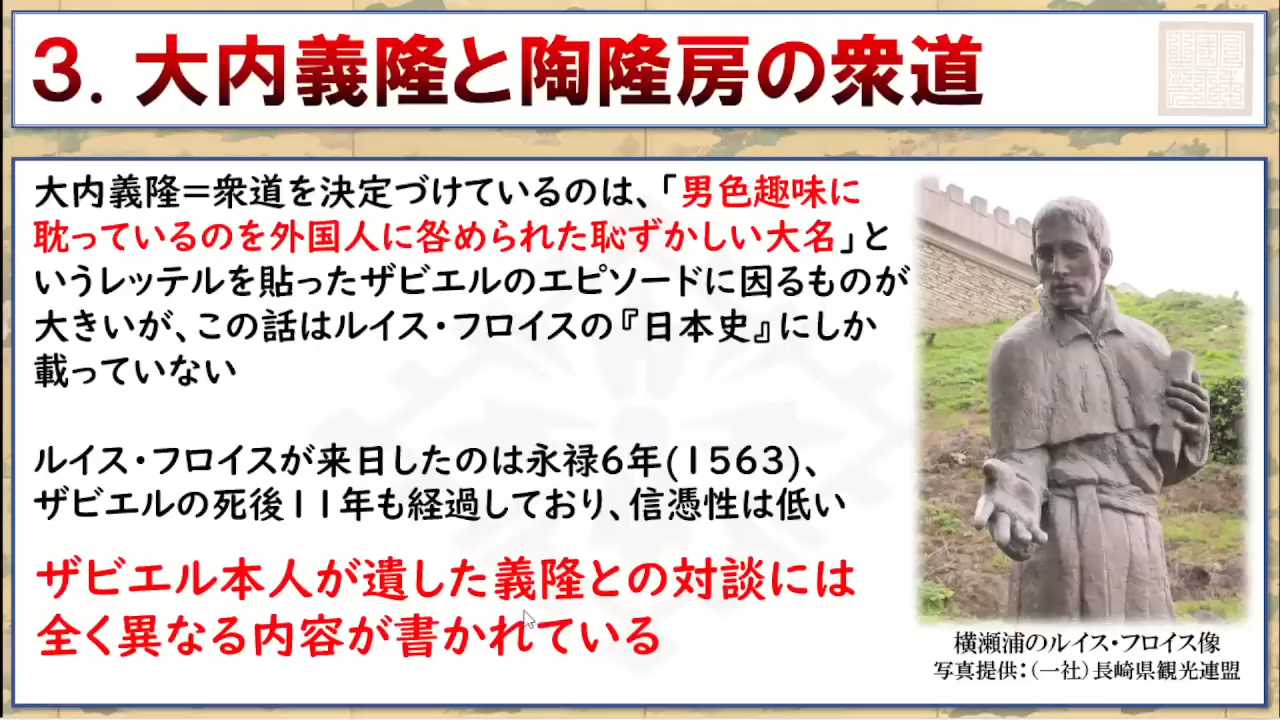 3. 大内義隆と陶隆房の衆道
大内義隆＝衆道を決定づけているのは、「男色趣味に
耽っているのを外国人に咎められた恥ずかしい大名」と
いうレッテルを貼ったザビエルのエピソードに因るものが
大きいが、この話はルイス・フロイスの『日本史』にしか
載っていない
ルイス・フロイスが来日したのは永禄6年(1563)、
ザビエルの死後11年も経過しており、信憑性は低い
ザビエル本人が遺した義隆との対談には
全く異なる内容が書かれている
横瀬浦のルイス・フロイス像
写真提供：（一社）長崎県観光連盟